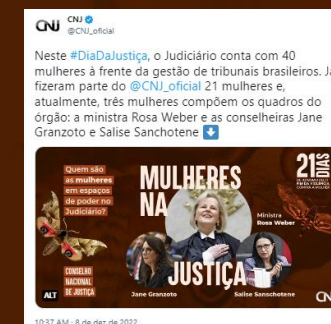 CNJ
@CNJ_oficial
Neste #DiaDaJustiça, o Judiciário conta com 40
mulheres à frente da gestão de tribunais brasileiros. Já
fizeram parte do @CNJ_oficial 21 mulheres e,
atualmente, três mulheres compõem os quadros do
órgão: a ministra Rosa Weber e as conselheiras Jane
Granzoto e Salise Sanchotene
Quem são
as mulheres
em espaços
de poder no
Judiciário?
MULHERES
NA
JUSTIÇA
21 DIAS
Ministra
Rosa Weber
CONSELHO
NACIONAL
DE JUSTIÇA
ALT
Jane Granzoto
Salise Sanschotene
CN
10:37 AM · 8 de dez de 2022